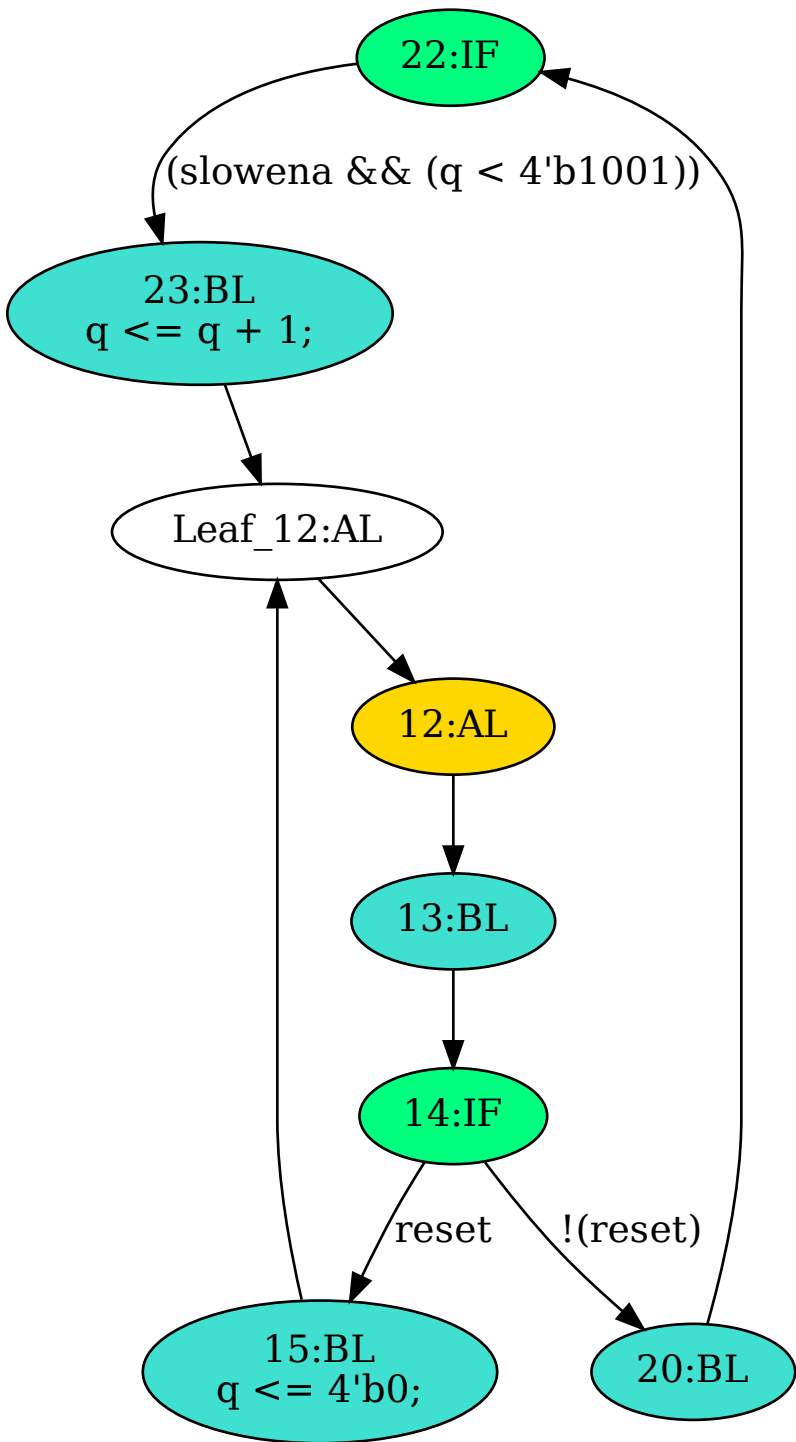 22:IF
(slowena && (q < 4'b1001))
23:BL
q <= q + 1;
Leaf_12:AL
12:AL
13:BL
14:IF
reset
!(reset)
15:BL
q <= 4'b0;
20:BL